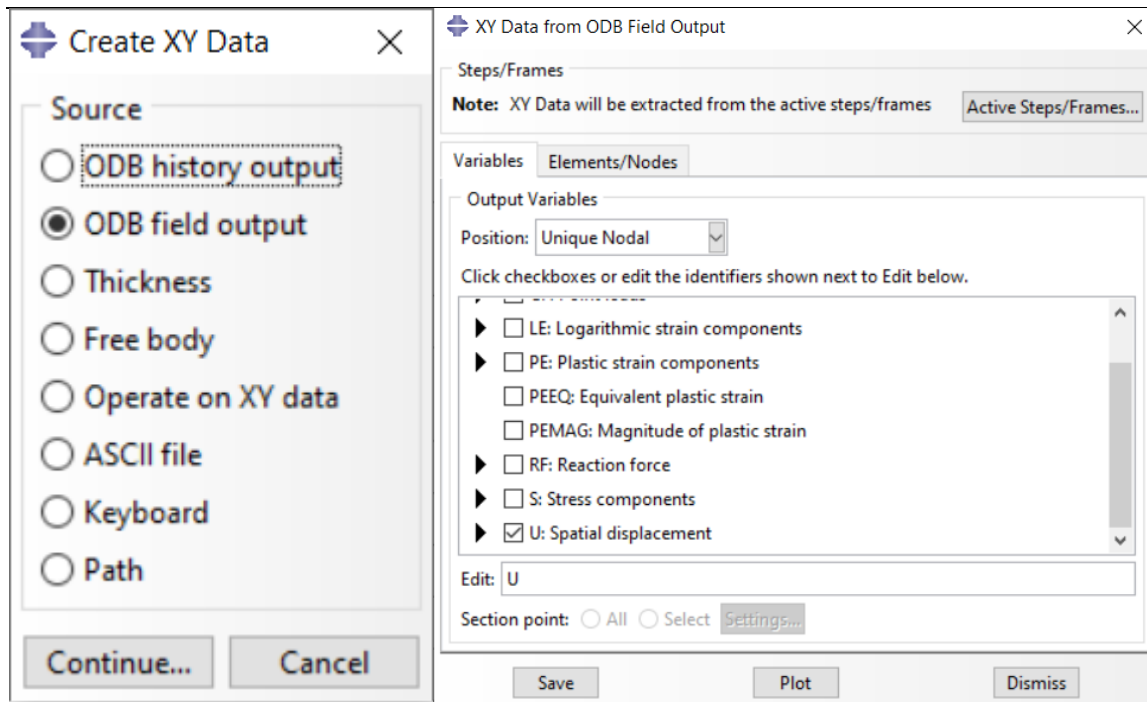 Create XY Data
Source
ODB history output
ODB field output
Thickness
Free body
Operate on XY data
ASCII file
Keyboard
Path
Continue...
Cancel
XY Data from ODB Field Output
Steps/Frames
Note: XY Data will be extracted from the active steps/frames
Active Steps/Frames...
Variables
Elements/Nodes
Output Variables
Position: Unique Nodal
Click checkboxes or edit the identifiers shown next to Edit below.
LE: Logarithmic strain components
PE: Plastic strain components
PEEQ: Equivalent plastic strain
PEMAG: Magnitude of plastic strain
RF: Reaction force
S: Stress components
U: Spatial displacement
Edit: U
Section point: All Select Settings...
Save
Plot
Dismiss